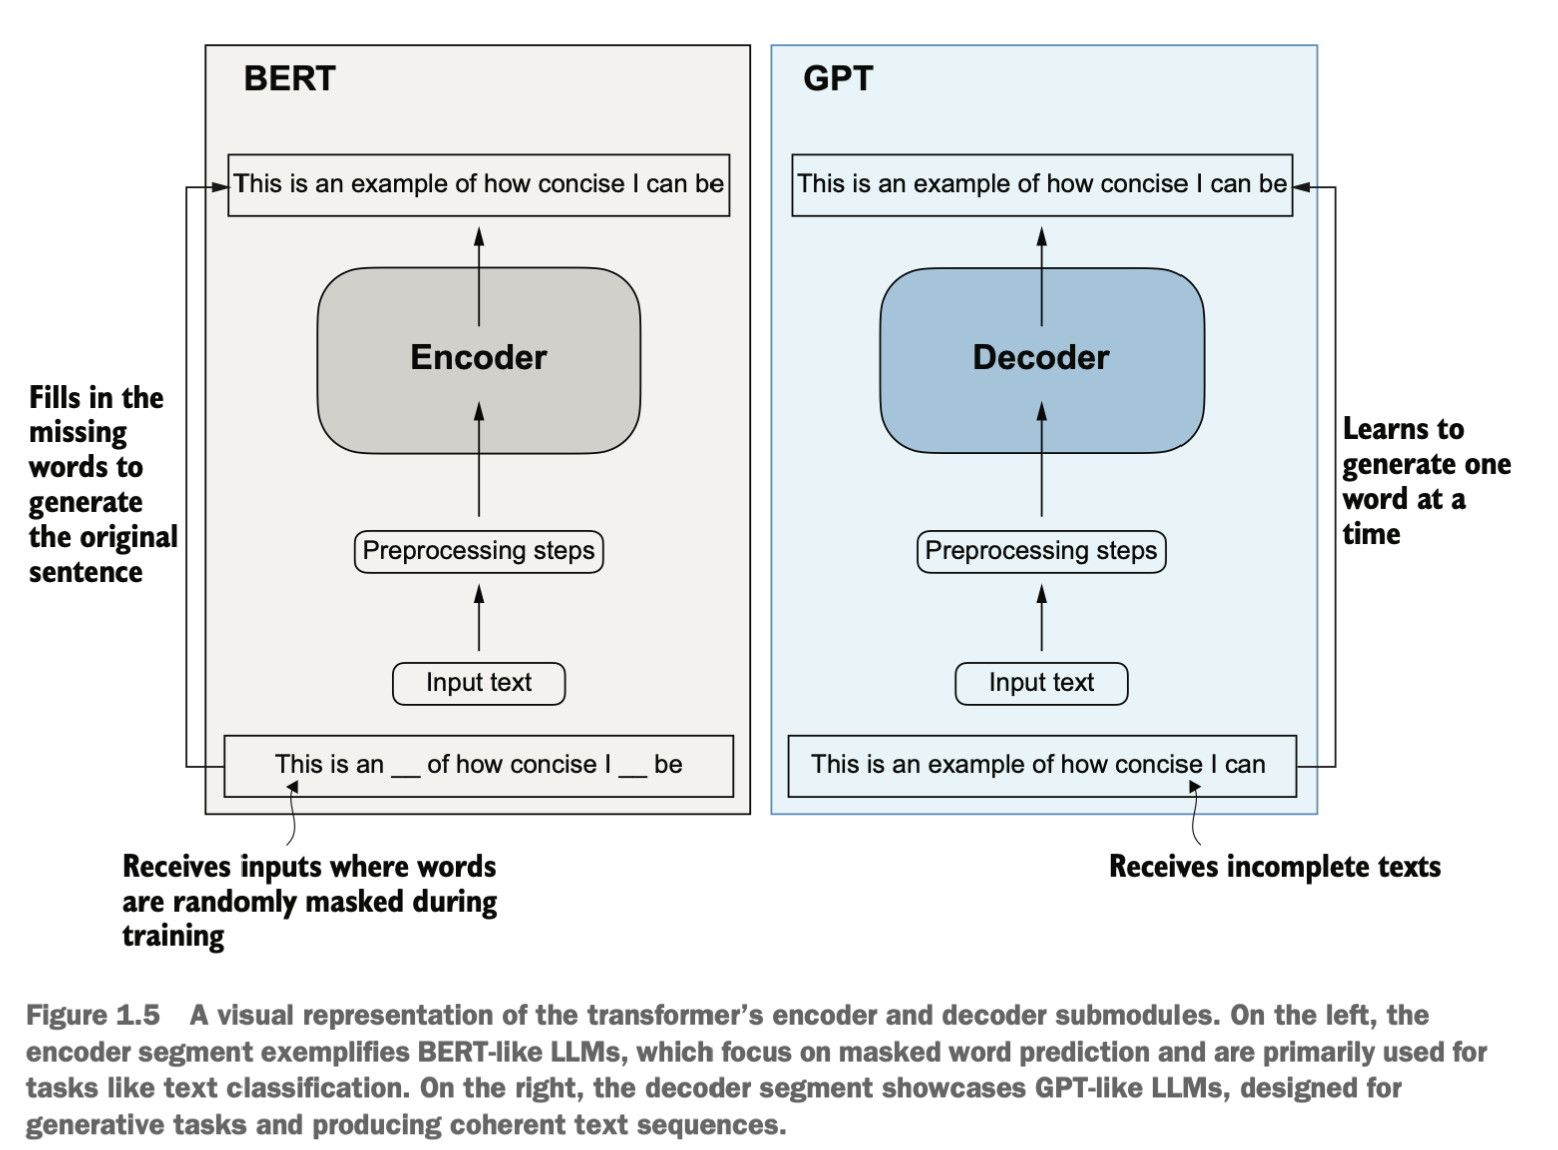 BERT
This is an example of how concise I can be
Encoder
Preprocessing steps
Input text
This is an __ of how concise I __ be
Fills in the
missing
words to
generate
the original
sentence
Receives inputs where words
are randomly masked during
training
GPT
This is an example of how concise I can be
Decoder
Preprocessing steps
Input text
This is an example of how concise I can
Learns to
generate one
word at a
time
Receives incomplete texts
Figure 1.5 A visual representation of the transformer’s encoder and decoder submodules. On the left, the
encoder segment exemplifies BERT-like LLMs, which focus on masked word prediction and are primarily used for
tasks like text classification. On the right, the decoder segment showcases GPT-like LLMs, designed for
generative tasks and producing coherent text sequences.